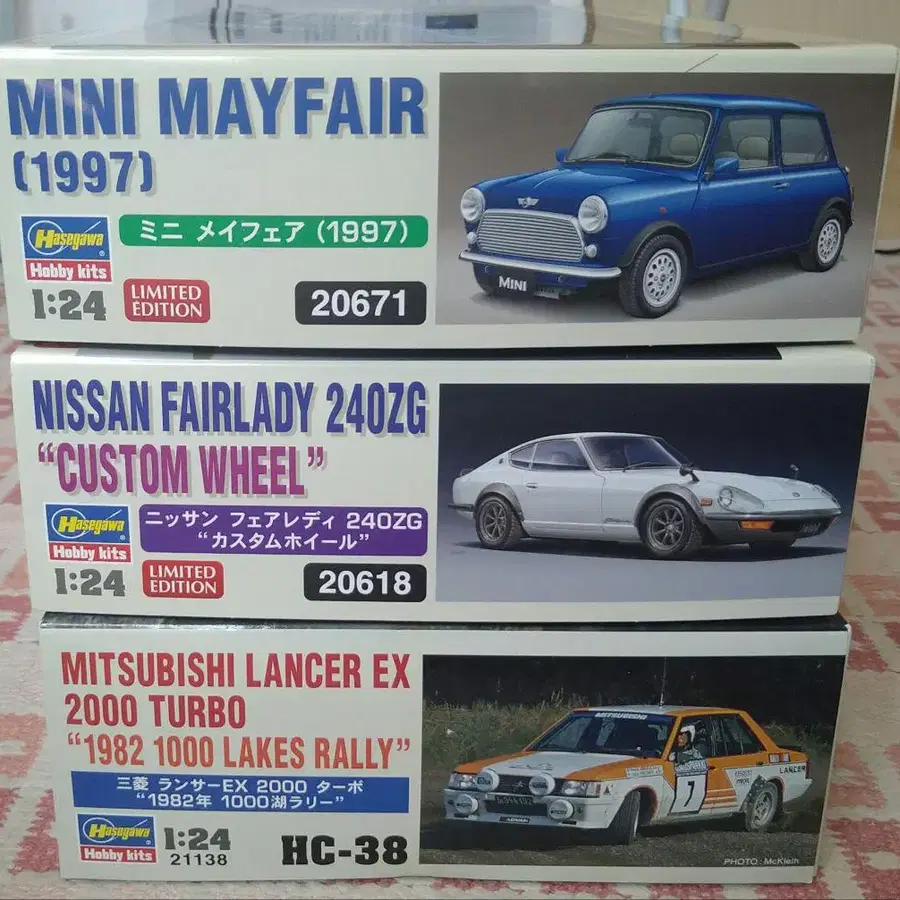 MINI MAYFAIR
(1997)
Hasegawa
Hobby kits
ミニ メイフェア (1997)
1:24
LIMITED
EDITION
20671
MINI
NISSAN FAIRLADY 240ZG
“CUSTOM WHEEL”
Hasegawa
Hobby kits
ニッサン フェアレディ 240ZG
“カスタムホイール”
1:24
LIMITED
EDITION
20618
MITSUBISHI LANCER EX
2000 TURBO
“1982 1000 LAKES RALLY”
三菱 ランサーEX 2000 ターボ
“1982年 1000湖ラリー”
Hasegawa
Hobby kits
1:24
21138
HC-38
MITSUBISHI
7
LANCER
ADVAN
PHOTO : McKlein